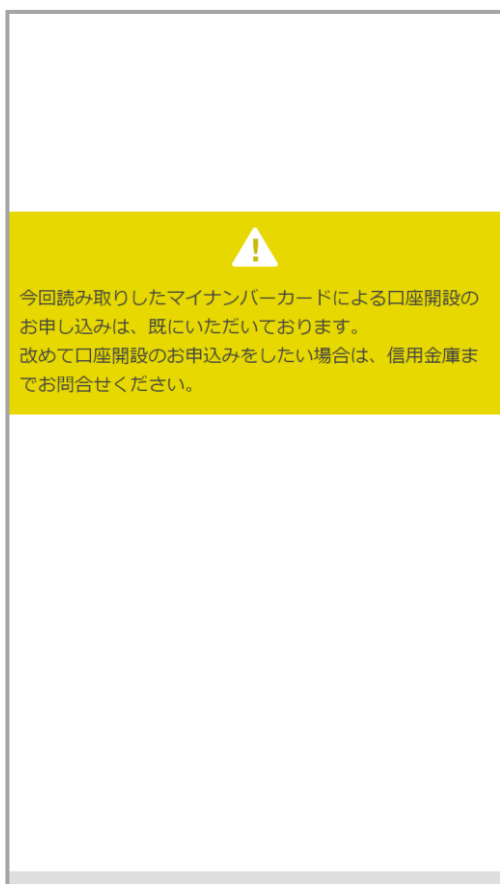 今回読み取りしたマイナンバーカードによる口座開設の
お申し込みは、既にいただいております。
改めて口座開設のお申込みをしたい場合は、信用金庫ま
でお問合せください。